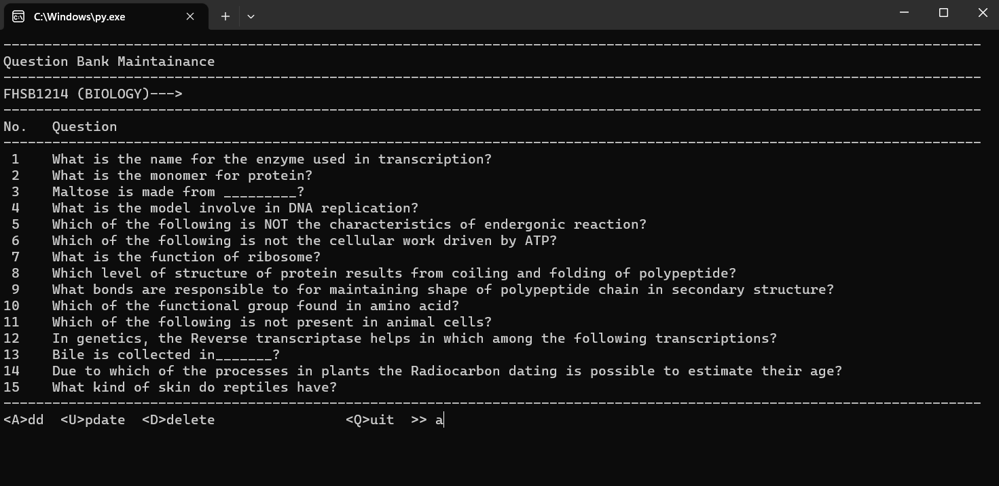 C:\Windows\py.exe
------------------------------------------------------------------------------------------------------------------------
Question Bank Maintainance
------------------------------------------------------------------------------------------------------------------------
FHSB1214 (BIOLOGY)--->
------------------------------------------------------------------------------------------------------------------------
No.   Question
------------------------------------------------------------------------------------------------------------------------
 1    What is the name for the enzyme used in transcription?
 2    What is the monomer for protein?
 3    Maltose is made from _________?
 4    What is the model involve in DNA replication?
 5    Which of the following is NOT the characteristics of endergonic reaction?
 6    Which of the following is not the cellular work driven by ATP?
 7    What is the function of ribosome?
 8    Which level of structure of protein results from coiling and folding of polypeptide?
 9    What bonds are responsible to for maintaining shape of polypeptide chain in secondary structure?
10    Which of the functional group found in amino acid?
11    Which of the following is not present in animal cells?
12    In genetics, the Reverse transcriptase helps in which among the following transcriptions?
13    Bile is collected in_______?
14    Due to which of the processes in plants the Radiocarbon dating is possible to estimate their age?
15    What kind of skin do reptiles have?
------------------------------------------------------------------------------------------------------------------------
<A>dd  <U>pdate  <D>delete                <Q>uit  >> a